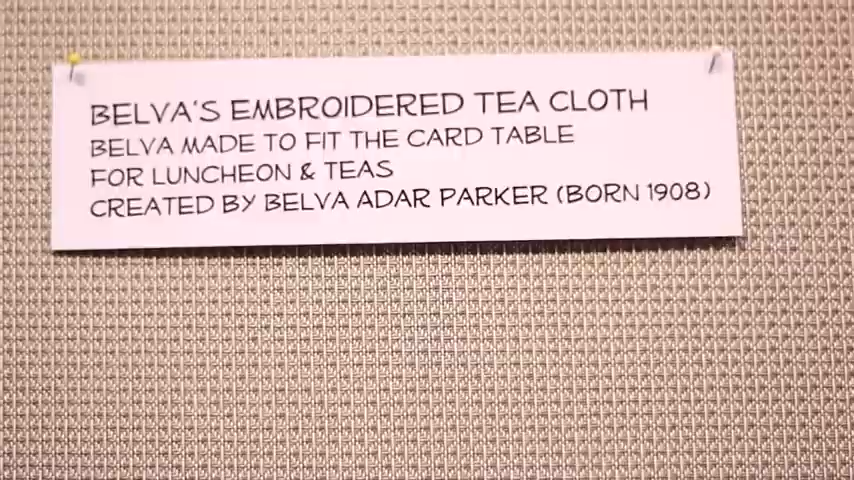 BELVA'S EMBROIDERED TEA CLOTH
BELVA MADE TO FIT THE CARD TABLE
FOR LUNCHEON & TEAS
CREATED BY BELVA ADAR PARKER (BORN 1908)